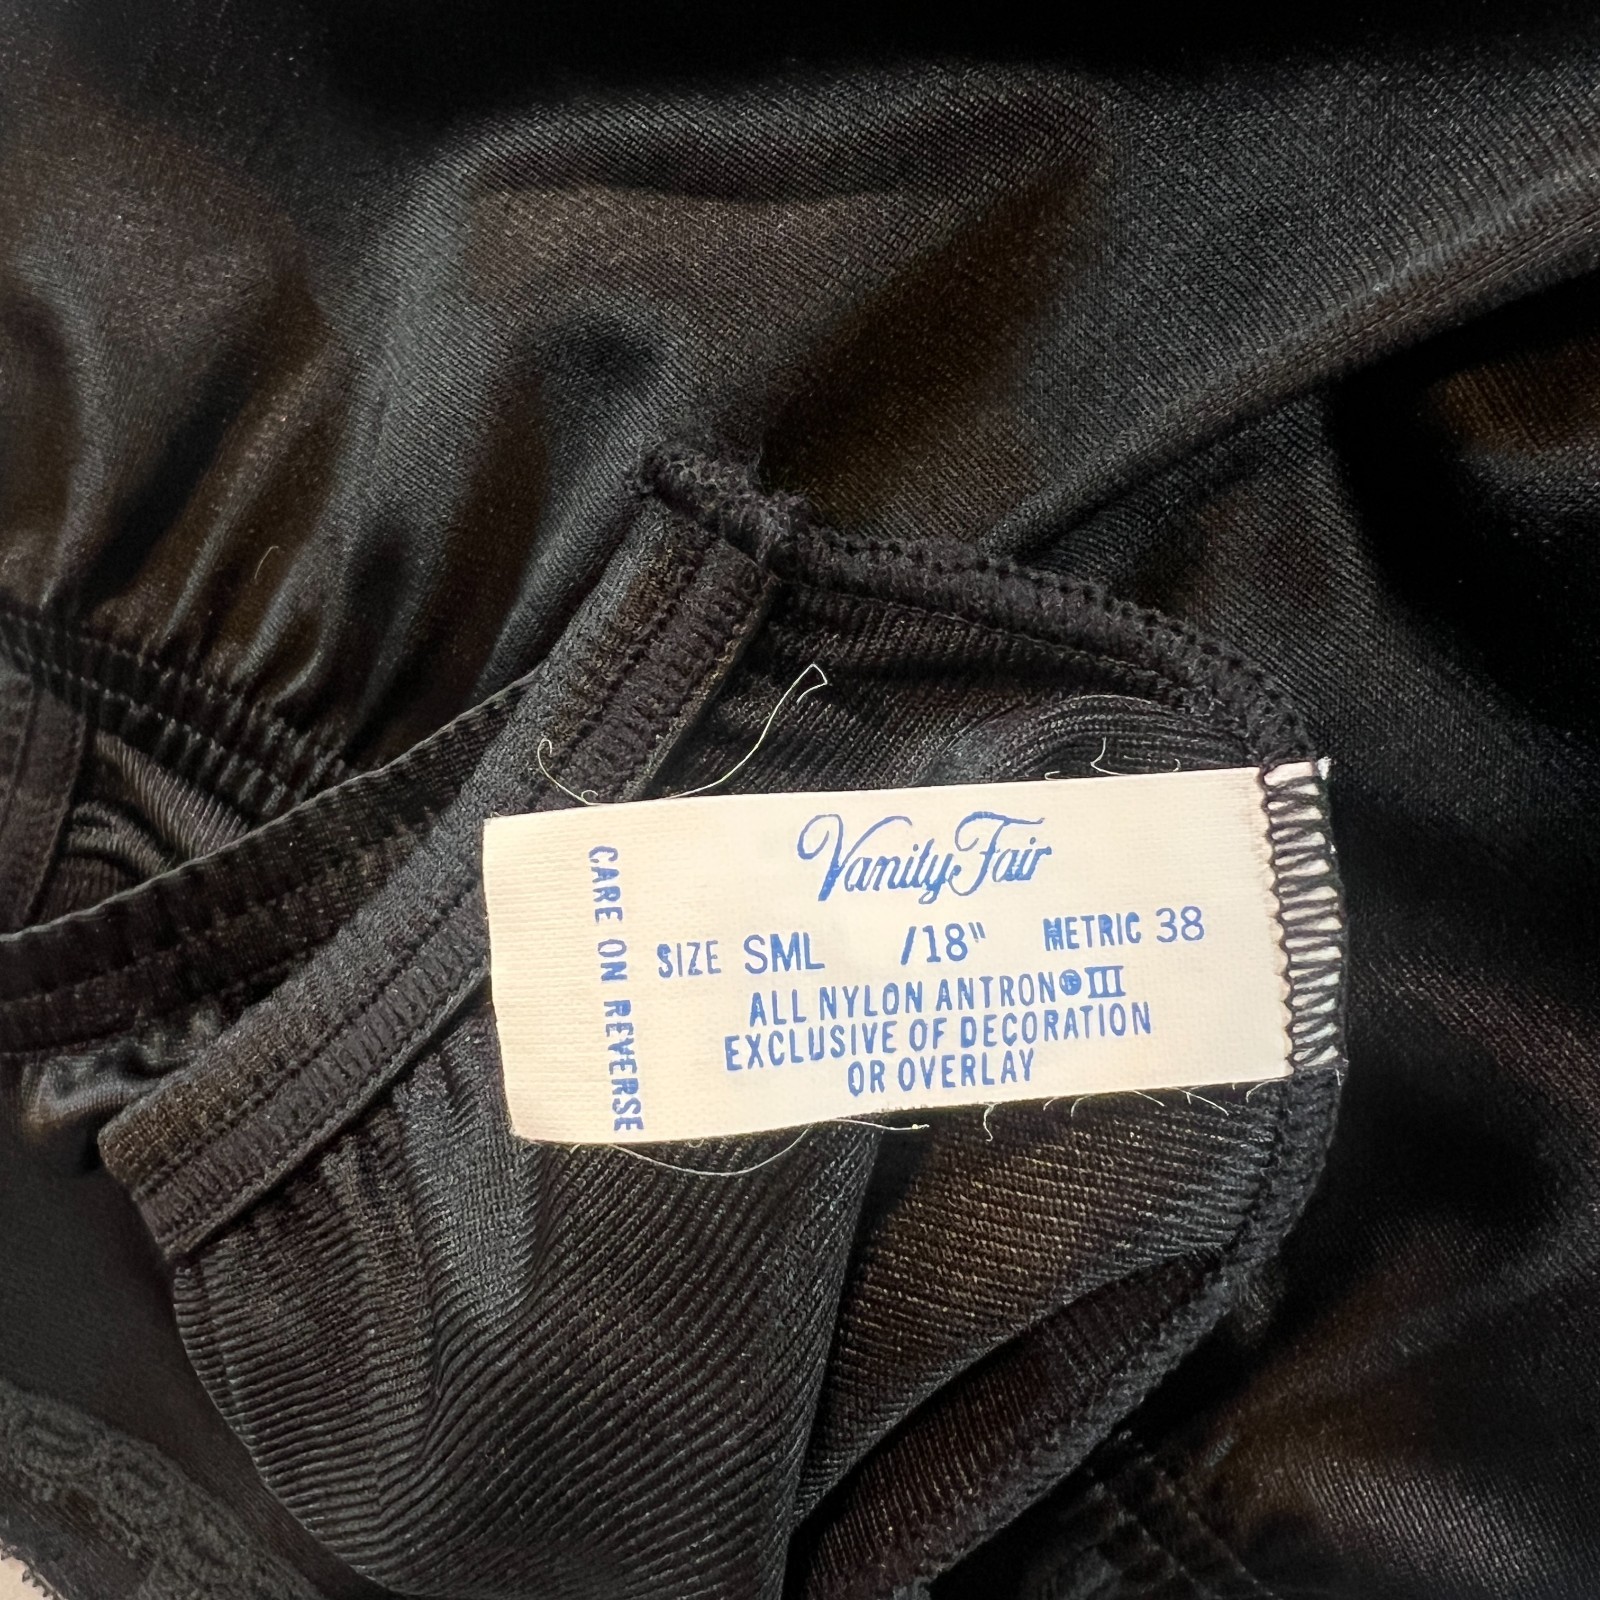 Vanity Fair
SIZE SML /18" METRIC 38
ALL NYLON ANTRON® III
EXCLUSIVE OF DECORATION
OR OVERLAY
CARE ON REVERSE